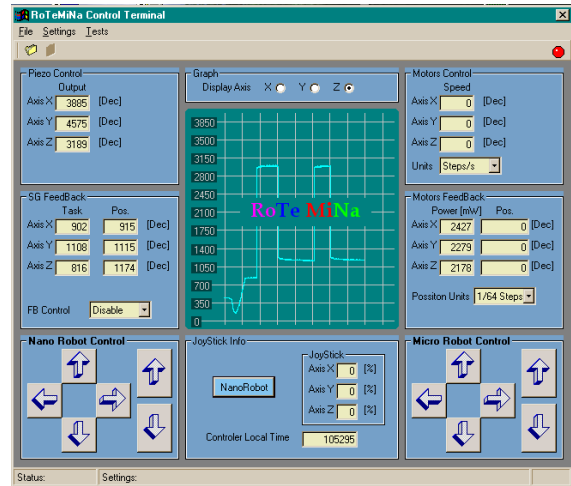 RoTeMiNa Control Terminal
File Settings Tests
Piezo Control
Output
Axis X 3885 [Dec]
Axis Y 4575 [Dec]
Axis Z 3189 [Dec]
Graph
Display Axis X Y Z
Motors Control
Speed
Axis X 0 [Dec]
Axis Y 0 [Dec]
Axis Z 0 [Dec]
Units Steps/s
3850
3500
3150
2800
2450
2100
1750
1400
1050
700
350
0
RoTe MiNa
SG FeedBack
Task Pos.
Axis X 902 915 [Dec]
Axis Y 1108 1115 [Dec]
Axis Z 816 1174 [Dec]
FB Control Disable
Motors FeedBack
Power [mW] Pos.
Axis X 2427 0 [Dec]
Axis Y 2279 0 [Dec]
Axis Z 2178 0 [Dec]
Possiton Units 1/64 Steps
Nano Robot Control
JoyStick Info
NanoRobot
JoyStick
Axis X 0 [%]
Axis Y 0 [%]
Axis Z 0 [%]
Controler Local Time 105295
Micro Robot Control
Status: Settings: